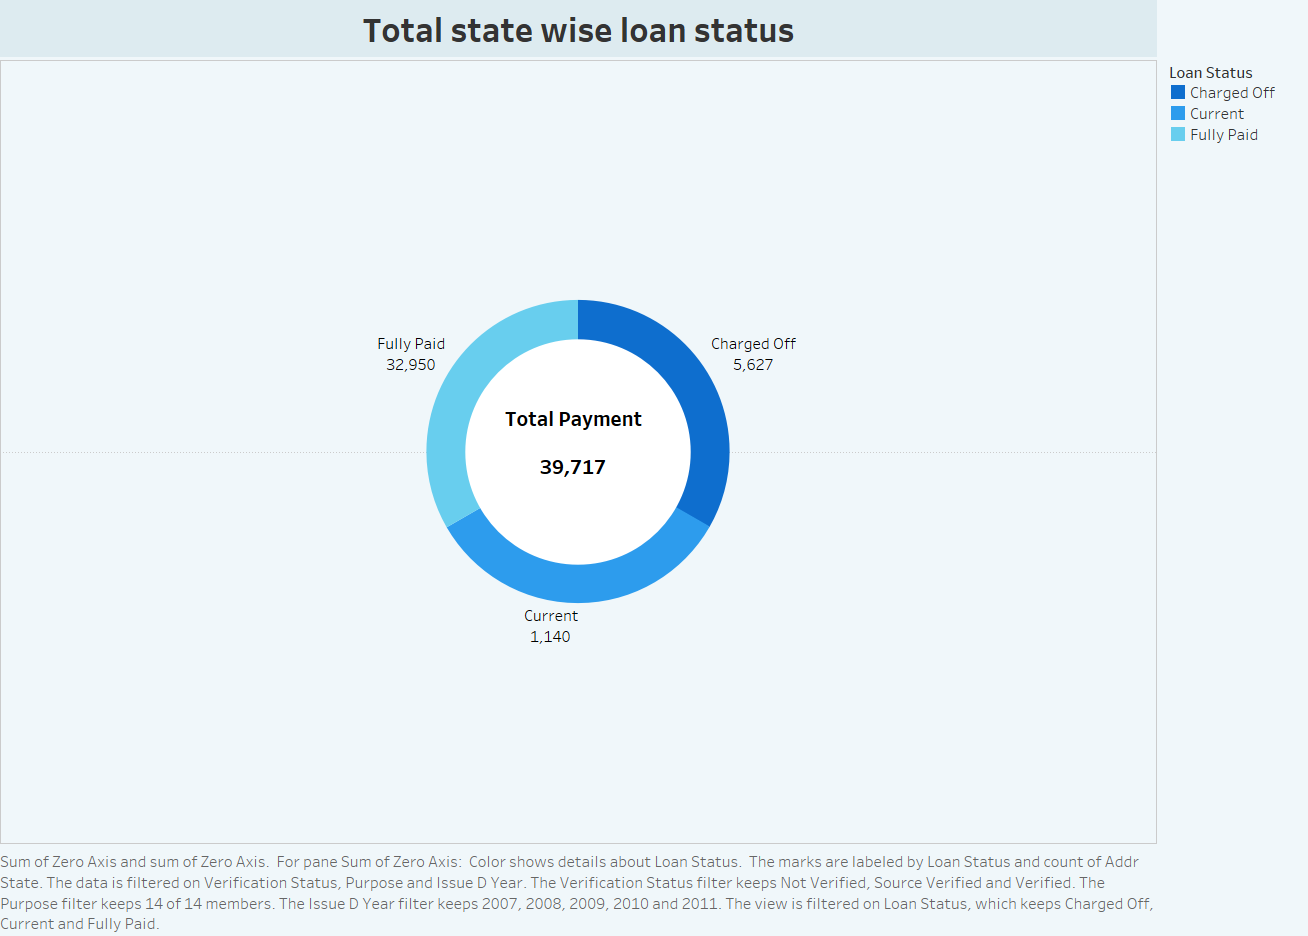 Total state wise loan status
Loan Status
Charged Off
Current
Fully Paid
Fully Paid
32,950
Charged Off
5,627
Total Payment
39,717
Current
1,140
Sum of Zero Axis and sum of Zero Axis.  For pane Sum of Zero Axis:  Color shows details about Loan Status.  The marks are labeled by Loan Status and count of Addr
State. The data is filtered on Verification Status, Purpose and Issue D Year. The Verification Status filter keeps Not Verified, Source Verified and Verified. The
Purpose filter keeps 14 of 14 members. The Issue D Year filter keeps 2007, 2008, 2009, 2010 and 2011. The view is filtered on Loan Status, which keeps Charged Off,
Current and Fully Paid.